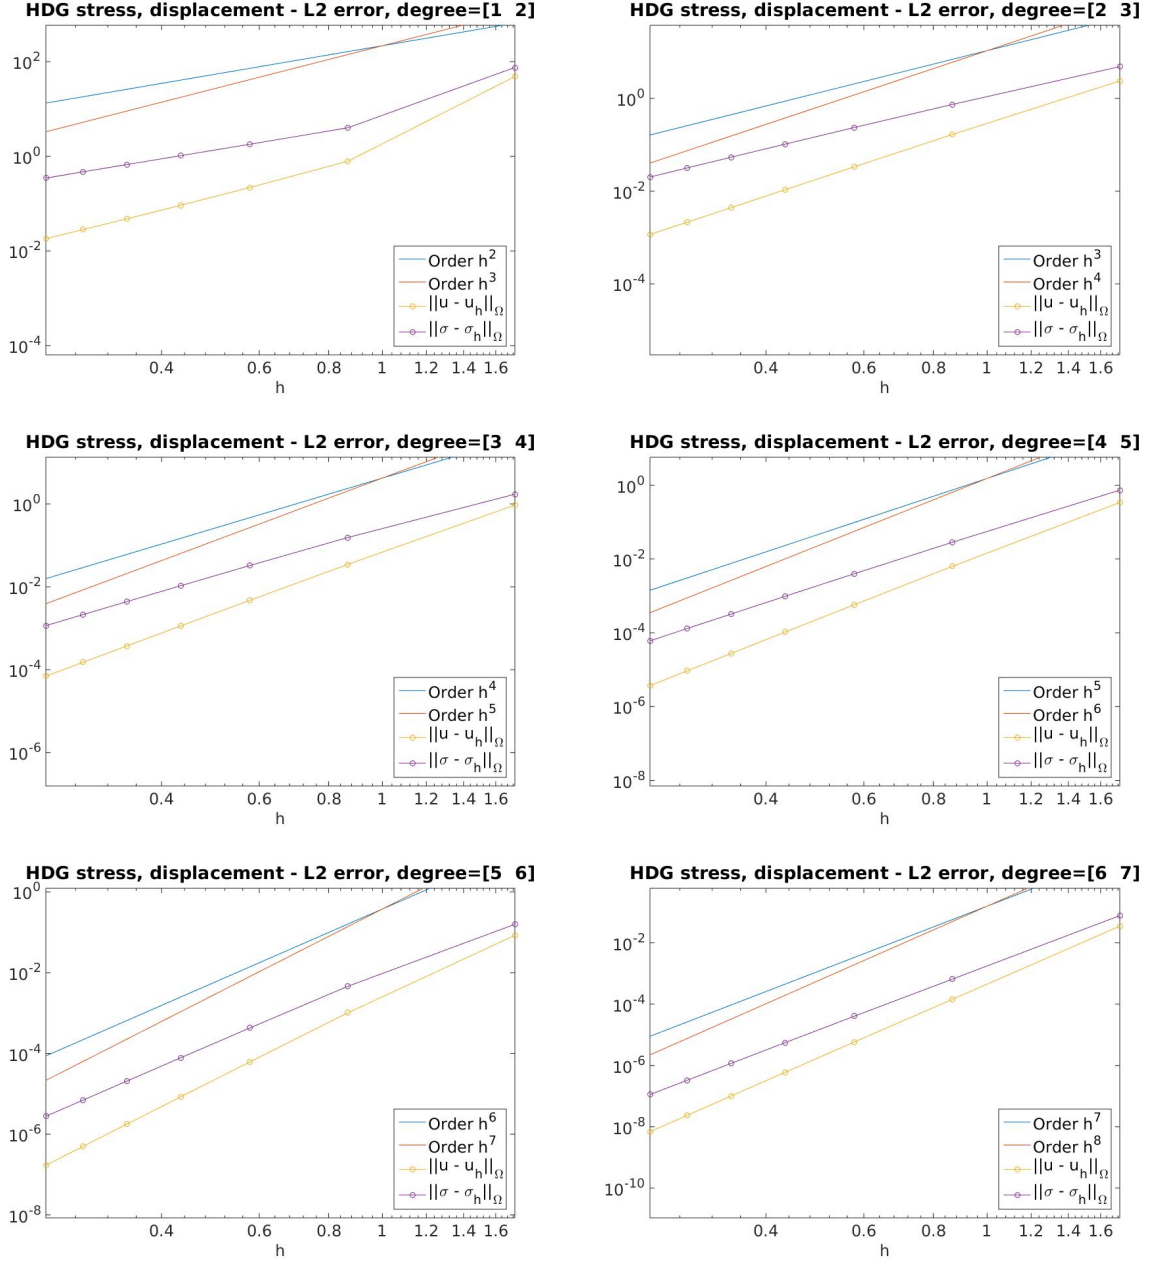 HDG stress, displacement - L2 error, degree=[1 2]
10^2
10^0
10^-2
10^-4
Order h^2
Order h^3
||u - u_h||_Ω
||σ - σ_h||_Ω
0.4 0.6 0.8 1 1.2 1.4 1.6
h
HDG stress, displacement - L2 error, degree=[2 3]
10^0
10^-2
10^-4
Order h^3
Order h^4
||u - u_h||_Ω
||σ - σ_h||_Ω
0.4 0.6 0.8 1 1.2 1.4 1.6
h
HDG stress, displacement - L2 error, degree=[3 4]
10^0
10^-2
10^-4
10^-6
Order h^4
Order h^5
||u - u_h||_Ω
||σ - σ_h||_Ω
0.4 0.6 0.8 1 1.2 1.4 1.6
h
HDG stress, displacement - L2 error, degree=[4 5]
10^0
10^-2
10^-4
10^-6
10^-8
Order h^5
Order h^6
||u - u_h||_Ω
||σ - σ_h||_Ω
0.4 0.6 0.8 1 1.2 1.4 1.6
h
HDG stress, displacement - L2 error, degree=[5 6]
10^0
10^-2
10^-4
10^-6
10^-8
Order h^6
Order h^7
||u - u_h||_Ω
||σ - σ_h||_Ω
0.4 0.6 0.8 1 1.2 1.4 1.6
h
HDG stress, displacement - L2 error, degree=[6 7]
10^-2
10^-4
10^-6
10^-8
10^-10
Order h^7
Order h^8
||u - u_h||_Ω
||σ - σ_h||_Ω
0.4 0.6 0.8 1 1.2 1.4 1.6
h